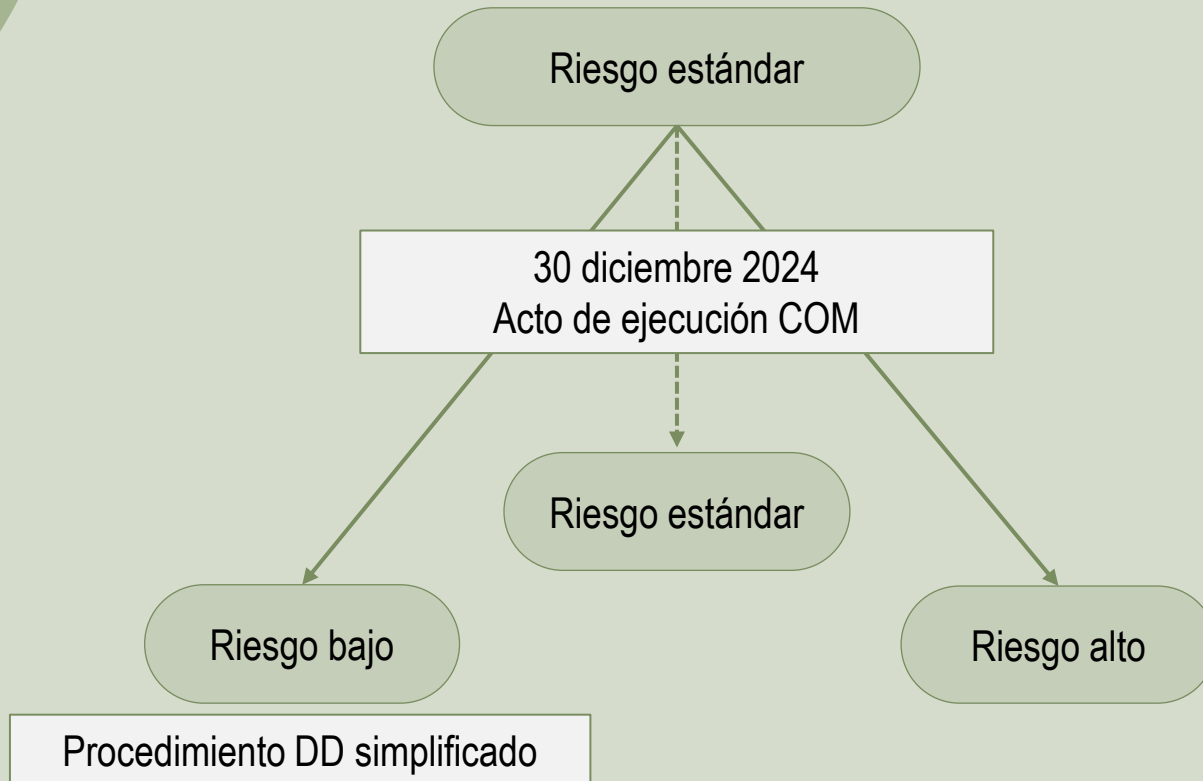 Riesgo estándar
30 diciembre 2024
Acto de ejecución COM
Riesgo estándar
Riesgo bajo
Riesgo alto
Procedimiento DD simplificado